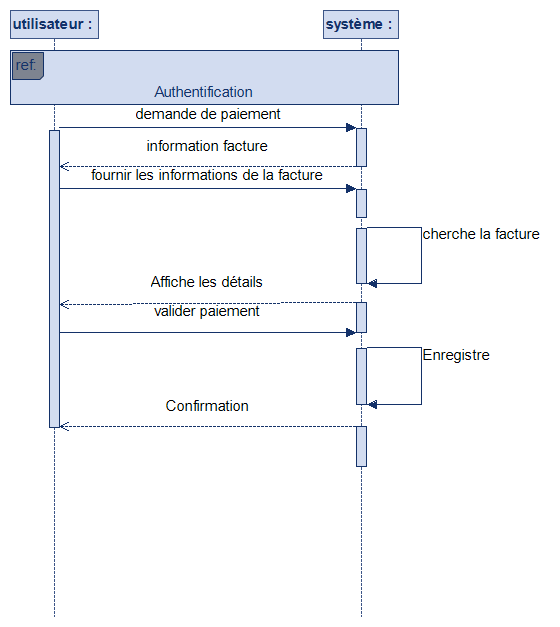 utilisateur :
système :
ref:
Authentification
demande de paiement
information facture
fournir les informations de la facture
cherche la facture
Affiche les détails
valider paiement
Enregistre
Confirmation